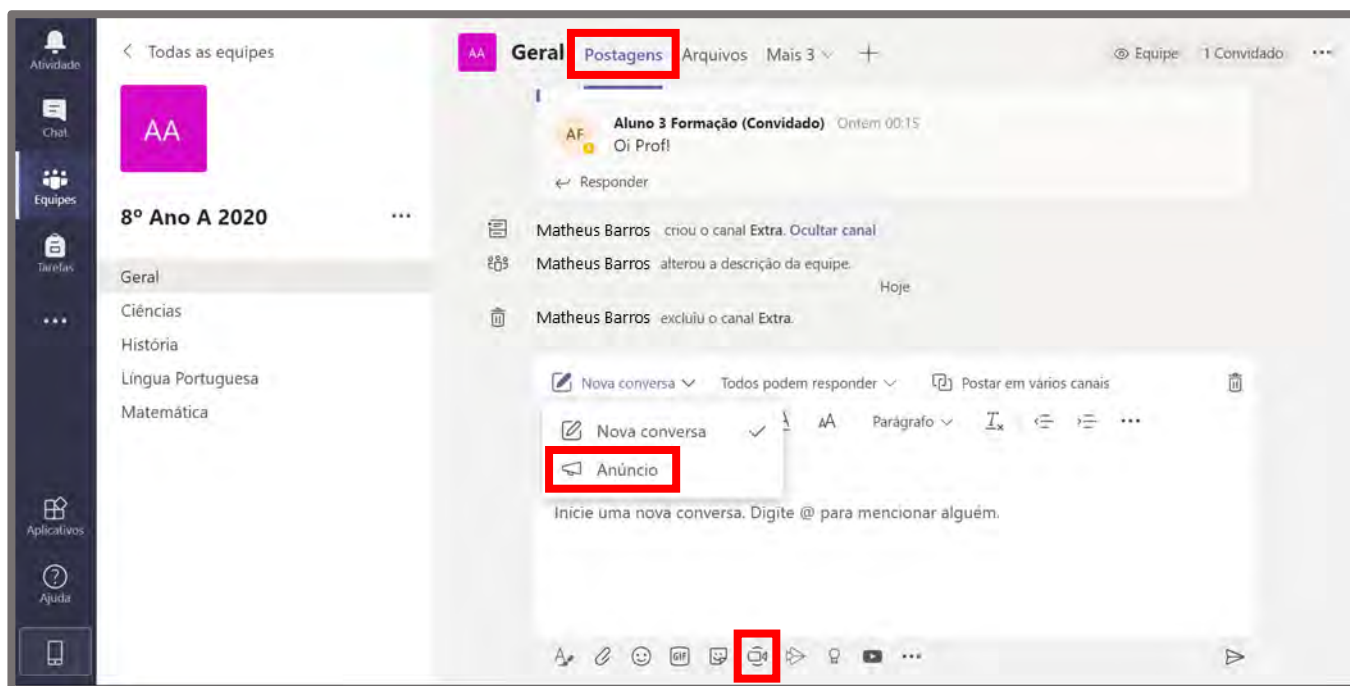 Atividade
Chat
Equipes
Tarefas
Aplicativos
Ajuda
Todas as equipes
AA
8º Ano A 2020
Geral
Ciências
História
Língua Portuguesa
Matemática
AA Geral Postagens Arquivos Mais 3 Equipe 1 Convidado
AF Aluno 3 Formação (Convidado) Ontem 00:15
Oi Prof!
Responder
Matheus Barros criou o canal Extra. Ocultar canal
Matheus Barros alterou a descrição da equipe.
Hoje
Matheus Barros excluiu o canal Extra.
Nova conversa Todos podem responder Postar em vários canais
AA Parágrafo
Nova conversa
Anúncio
Inicie uma nova conversa. Digite @ para mencionar alguém.
GIF